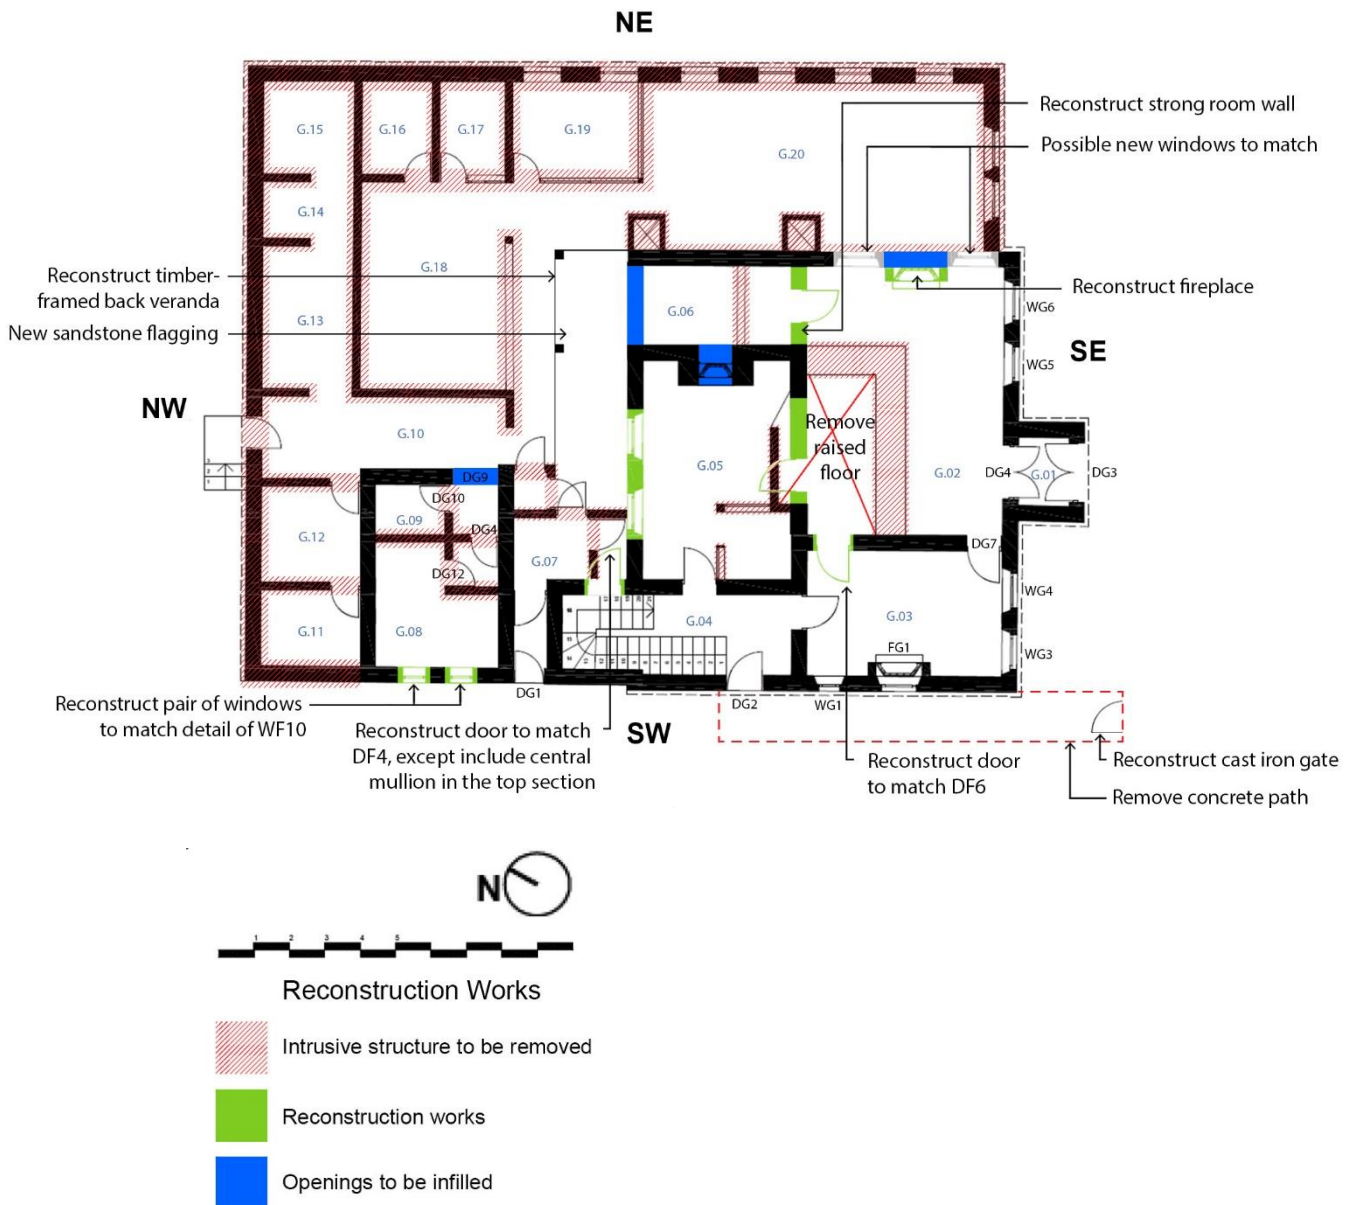 NE
Reconstruct strong room wall
Possible new windows to match
G.15
G.16
G.17
G.19
G.20
G.14
Reconstruct timber-
framed back veranda
G.18
Reconstruct fireplace
New sandstone flagging
G.13
G.06
WG6
SE
WG5
NW
G.10
Remove
raised
floor
G.05
G.02
DG4
G.01
DG3
DG9
DG10
G.09
DG4
G.12
DG12
G.07
DG7
WG4
G.11
G.08
G.04
G.03
FG1
WG3
DG1
DG2
WG1
SW
Reconstruct pair of windows
to match detail of WF10
Reconstruct door to match
DF4, except include central
mullion in the top section
Reconstruct door
to match DF6
Reconstruct cast iron gate
Remove concrete path
N
1 2 3 4 5
Reconstruction Works
Intrusive structure to be removed
Reconstruction works
Openings to be infilled